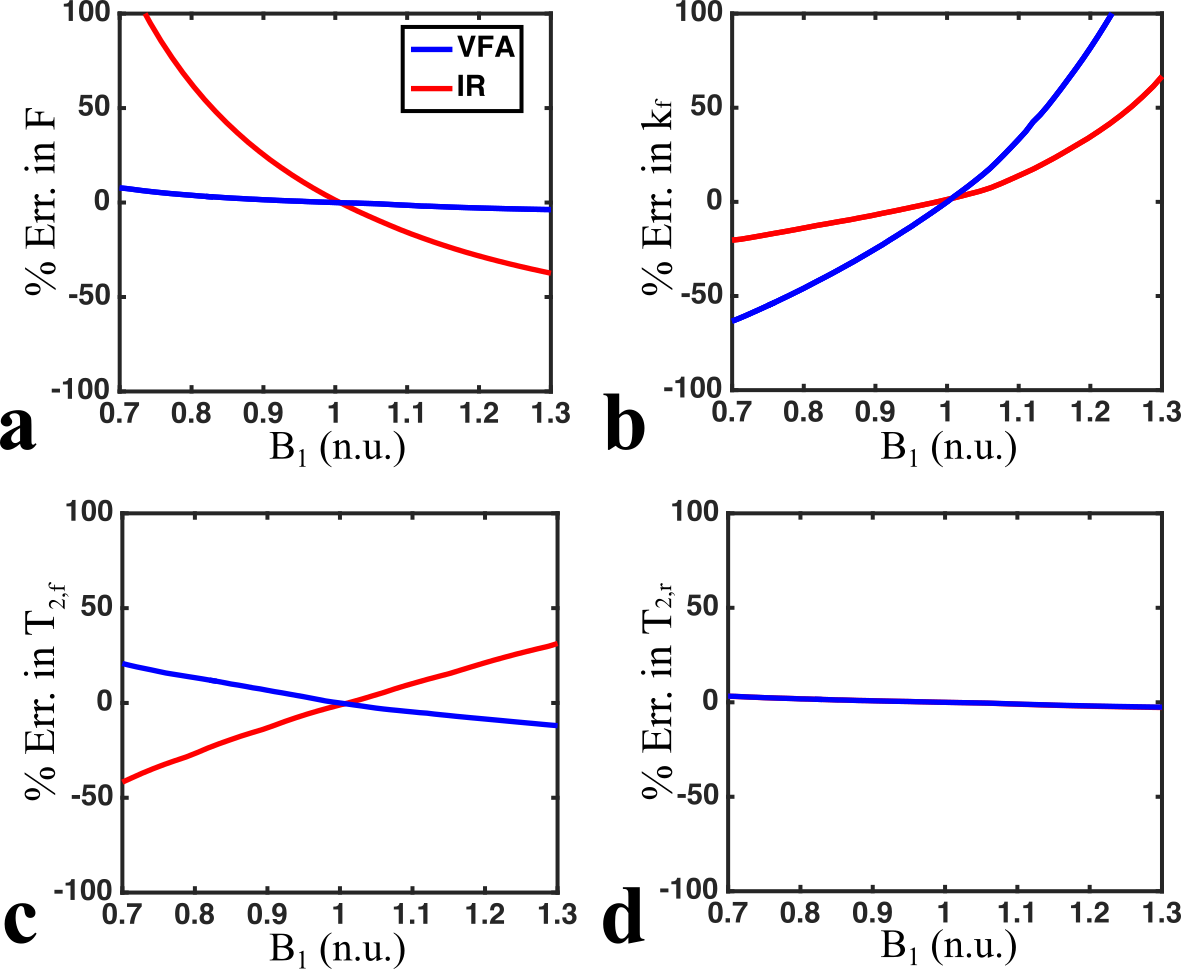 % Err. in F
100
50
0
-50
-100
VFA
IR
0.7 0.8 0.9 1 1.1 1.2 1.3
B1 (n.u.)
a
% Err. in kf
100
50
0
-50
-100
0.7 0.8 0.9 1 1.1 1.2 1.3
B1 (n.u.)
b
% Err. in T2,f
100
50
0
-50
-100
0.7 0.8 0.9 1 1.1 1.2 1.3
B1 (n.u.)
c
% Err. in T2,r
100
50
0
-50
-100
0.7 0.8 0.9 1 1.1 1.2 1.3
B1 (n.u.)
d